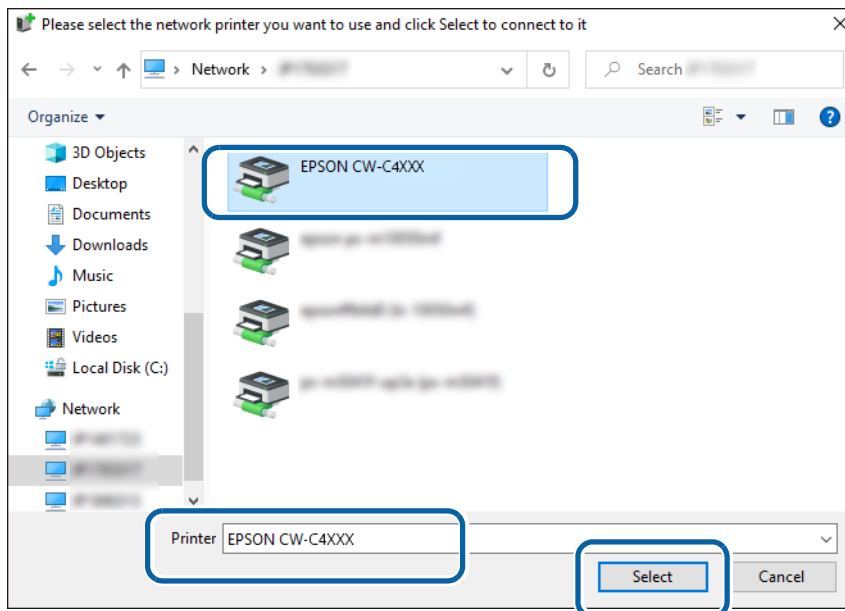 Please select the network printer you want to use and click Select to connect to it
Network
Search
Organize
3D Objects
Desktop
Documents
Downloads
Music
Pictures
Videos
Local Disk (C:)
Network
EPSON CW-C4XXX
Printer EPSON CW-C4XXX
Select Cancel